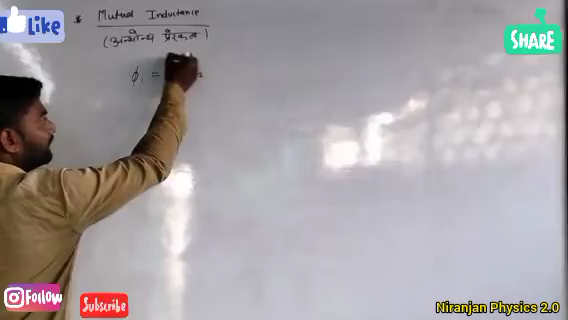 Like
* Mutual Inductance
(अन्योन्य प्रेरकत्व)
SHARE
Φ₁ =
Follow
Subscribe
Niranjan Physics 2.0